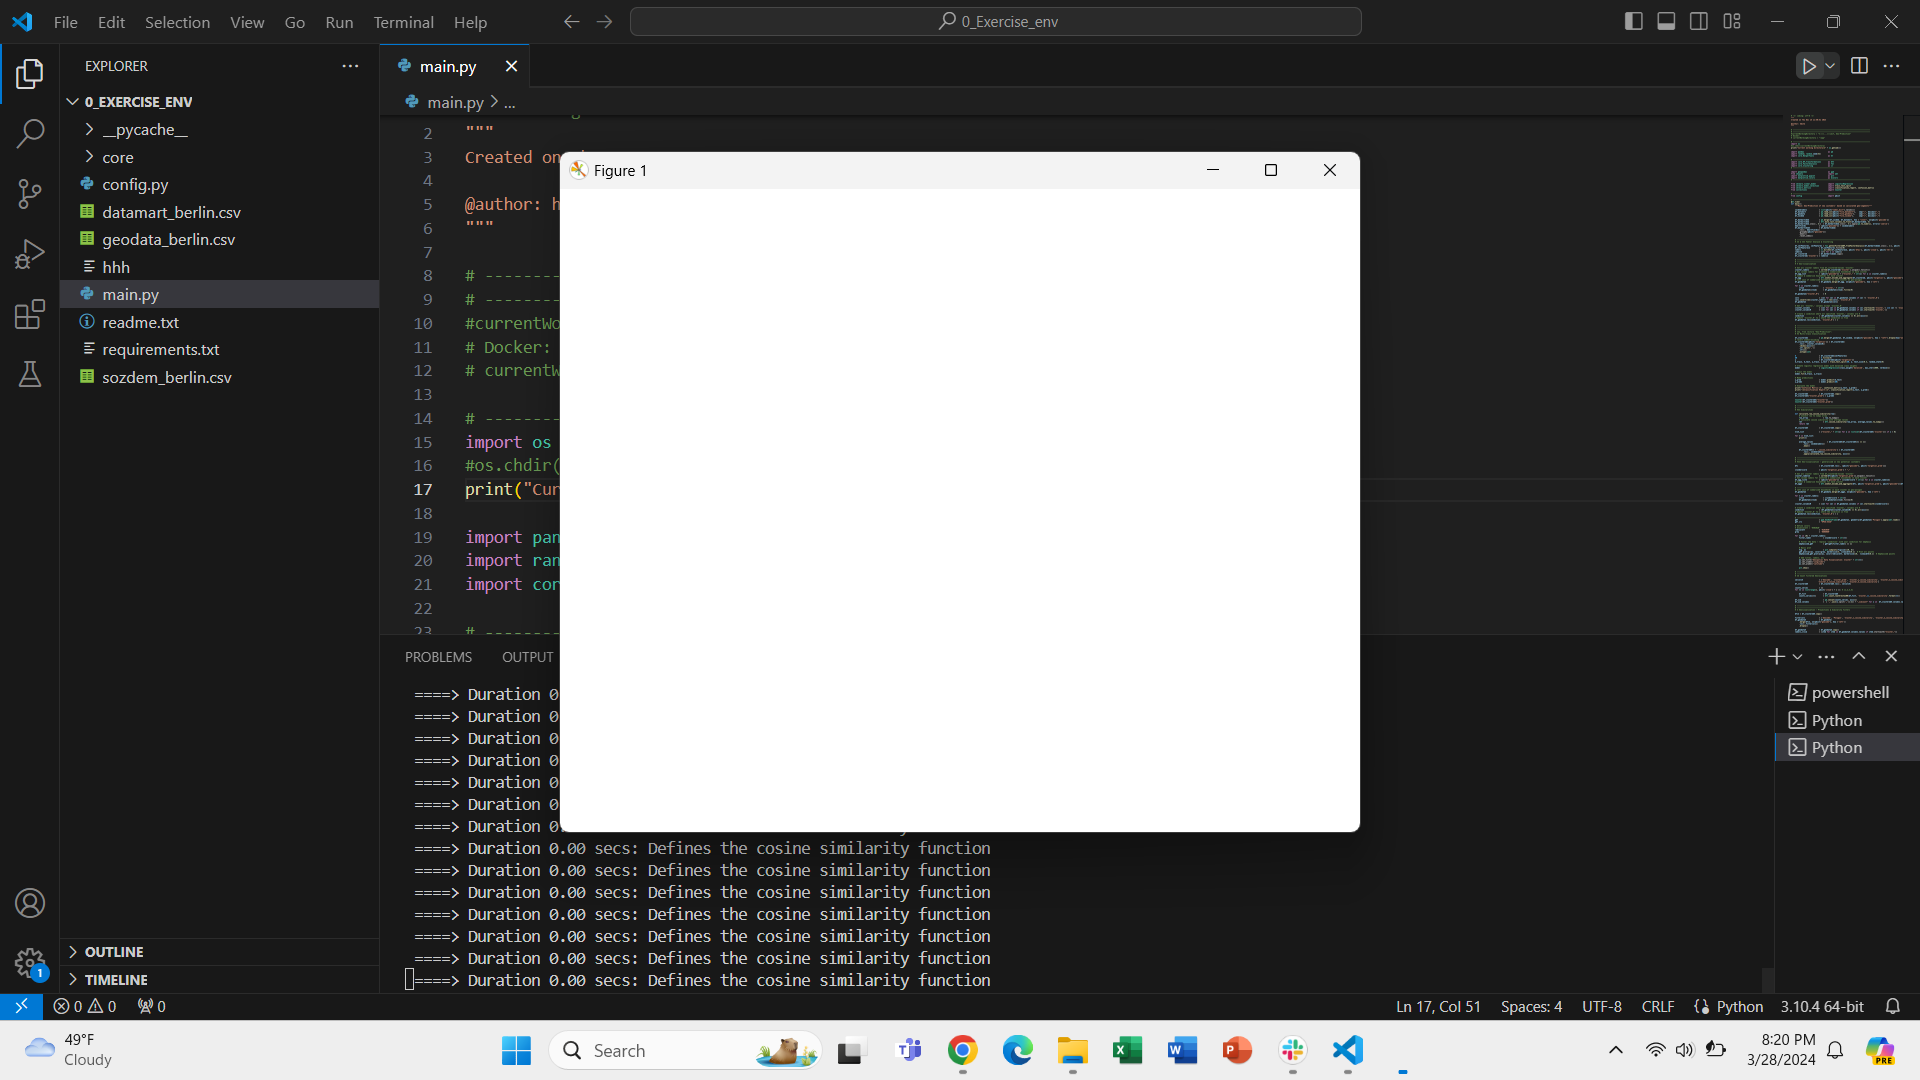 File Edit Selection View Go Run Terminal Help
0_Exercise_env
EXPLORER
0_EXERCISE_ENV
__pycache__
core
config.py
datamart_berlin.csv
geodata_berlin.csv
hhh
main.py
readme.txt
requirements.txt
sozdem_berlin.csv
OUTLINE
TIMELINE
main.py
main.py > ...
2 """
3 Created on
4
5 @author: h
6 """
7
8 # --------
9 # --------
10 #currentWo
11 # Docker:
12 # currentW
13
14 # --------
15 import os
16 #os.chdir(
17 print("Cur
18
19 import pan
20 import ran
21 import cor
22
23 # --------
Figure 1
PROBLEMS OUTPUT
====> Duration 0
====> Duration 0
====> Duration 0
====> Duration 0
====> Duration 0
====> Duration 0
====> Duration 0.
====> Duration 0.00 secs: Defines the cosine similarity function
====> Duration 0.00 secs: Defines the cosine similarity function
====> Duration 0.00 secs: Defines the cosine similarity function
====> Duration 0.00 secs: Defines the cosine similarity function
====> Duration 0.00 secs: Defines the cosine similarity function
====> Duration 0.00 secs: Defines the cosine similarity function
====> Duration 0.00 secs: Defines the cosine similarity function
powershell
Python
Python
1
0 0 0
Ln 17, Col 51 Spaces: 4 UTF-8 CRLF Python 3.10.4 64-bit
49°F
Cloudy
Search
8:20 PM
3/28/2024
PRE